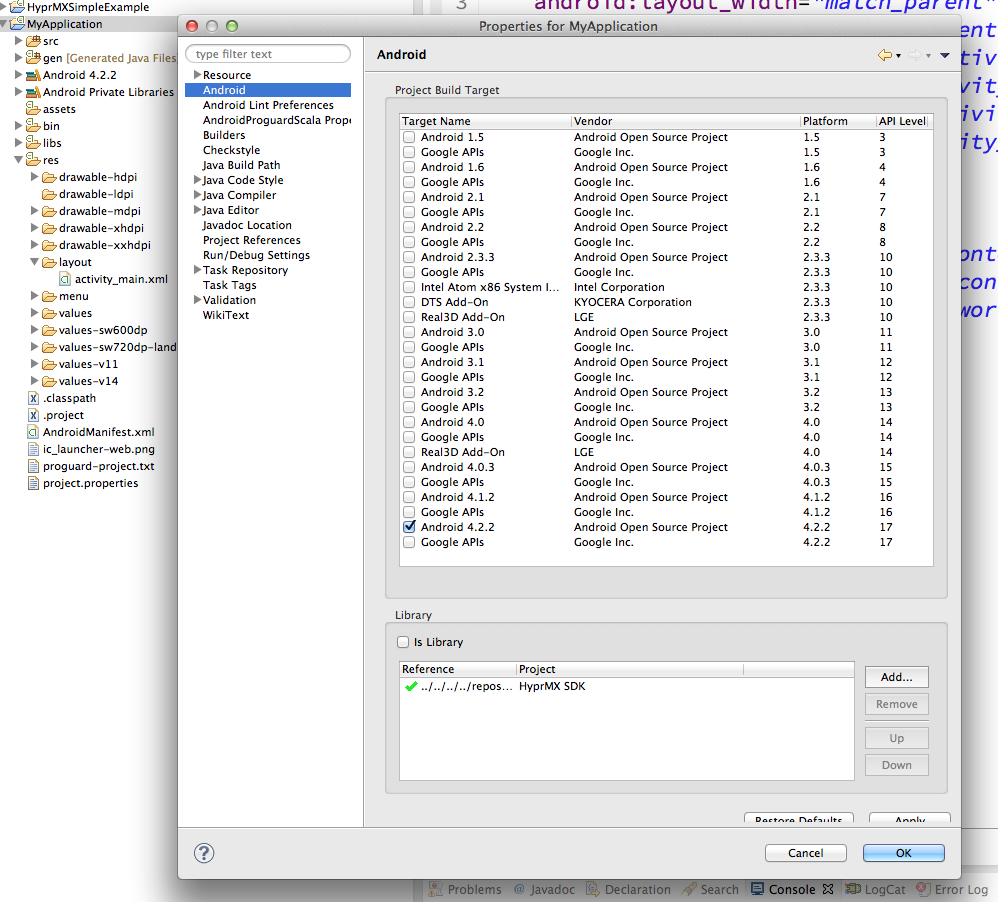 HyprMXSimpleExample
MyApplication
src
gen [Generated Java Files]
Android 4.2.2
Android Private Libraries
assets
bin
libs
res
drawable-hdpi
drawable-ldpi
drawable-mdpi
drawable-xhdpi
drawable-xxhdpi
layout
activity_main.xml
menu
values
values-sw600dp
values-sw720dp-land
values-v11
values-v14
.classpath
.project
AndroidManifest.xml
ic_launcher-web.png
proguard-project.txt
project.properties
3 android:layout_width="match_parent"
Properties for MyApplication
type filter text
Resource
Android
Android Lint Preferences
AndroidProguardScala Prope
Builders
Checkstyle
Java Build Path
Java Code Style
Java Compiler
Java Editor
Javadoc Location
Project References
Run/Debug Settings
Task Repository
Task Tags
Validation
WikiText
Android
Project Build Target
Target Name Vendor Platform API Level
Android 1.5 Android Open Source Project 1.5 3
Google APIs Google Inc. 1.5 3
Android 1.6 Android Open Source Project 1.6 4
Google APIs Google Inc. 1.6 4
Android 2.1 Android Open Source Project 2.1 7
Google APIs Google Inc. 2.1 7
Android 2.2 Android Open Source Project 2.2 8
Google APIs Google Inc. 2.2 8
Android 2.3.3 Android Open Source Project 2.3.3 10
Google APIs Google Inc. 2.3.3 10
Intel Atom x86 System I... Intel Corporation 2.3.3 10
DTS Add-On KYOCERA Corporation 2.3.3 10
Real3D Add-On LGE 2.3.3 10
Android 3.0 Android Open Source Project 3.0 11
Google APIs Google Inc. 3.0 11
Android 3.1 Android Open Source Project 3.1 12
Google APIs Google Inc. 3.1 12
Android 3.2 Android Open Source Project 3.2 13
Google APIs Google Inc. 3.2 13
Android 4.0 Android Open Source Project 4.0 14
Google APIs Google Inc. 4.0 14
Real3D Add-On LGE 4.0 14
Android 4.0.3 Android Open Source Project 4.0.3 15
Google APIs Google Inc. 4.0.3 15
Android 4.1.2 Android Open Source Project 4.1.2 16
Google APIs Google Inc. 4.1.2 16
Android 4.2.2 Android Open Source Project 4.2.2 17
Google APIs Google Inc. 4.2.2 17
Library
Is Library
Reference Project
../../../../repos... HyprMX SDK
Add...
Remove
Up
Down
Restore Defaults Apply
Cancel OK
ent
tiv
vity
ivi
ity_
ont
con
wor
Problems @ Javadoc Declaration Search Console LogCat Error Log